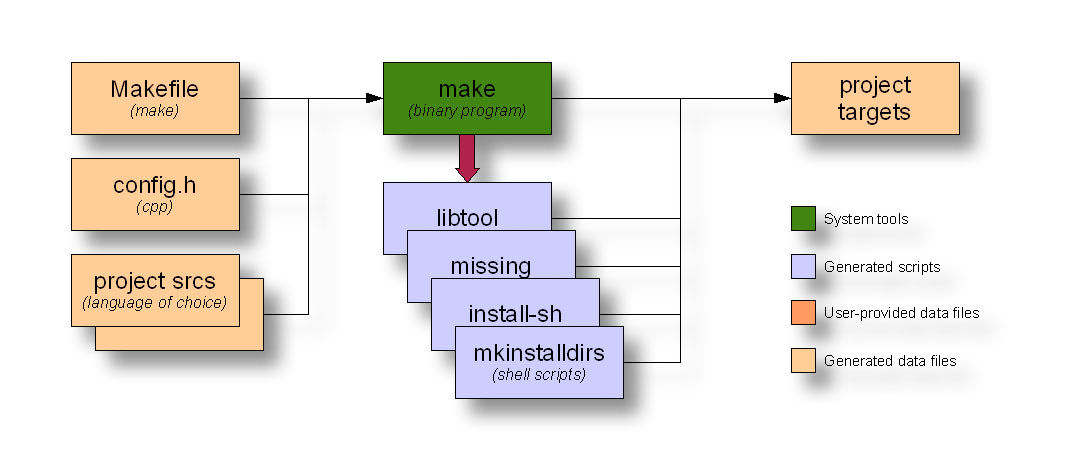 Makefile
(make)
config.h
(cpp)
project srcs
(language of choice)
make
(binary program)
libtool
missing
install-sh
mkinstalldirs
(shell scripts)
project
targets
System tools
Generated scripts
User-provided data files
Generated data files